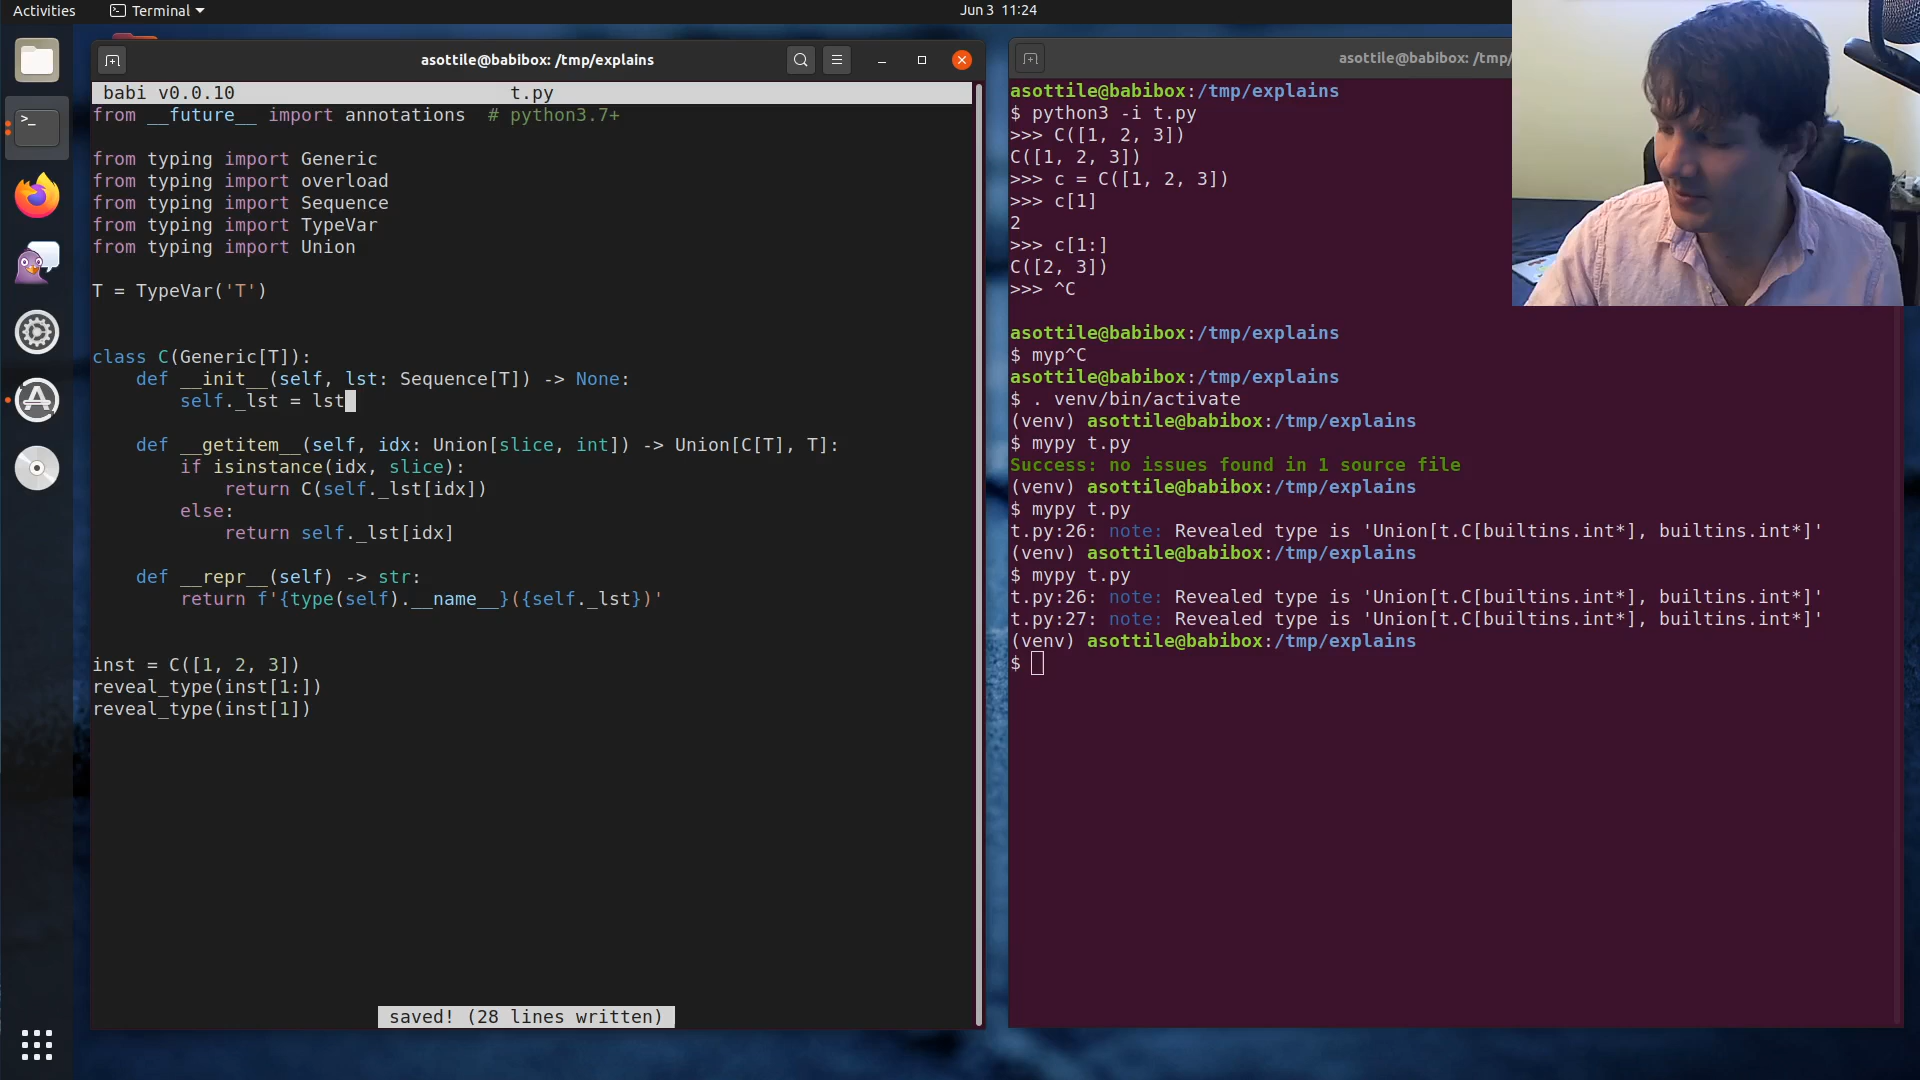 Activities
Terminal
Jun 3 11:24
asottile@babibox: /tmp/explains
babi v0.0.10 t.py
from __future__ import annotations  # python3.7+
from typing import Generic
from typing import overload
from typing import Sequence
from typing import TypeVar
from typing import Union
T = TypeVar('T')
class C(Generic[T]):
    def __init__(self, lst: Sequence[T]) -> None:
        self._lst = lst
    def __getitem__(self, idx: Union[slice, int]) -> Union[C[T], T]:
        if isinstance(idx, slice):
            return C(self._lst[idx])
        else:
            return self._lst[idx]
    def __repr__(self) -> str:
        return f'{type(self).__name__}({self._lst})'
inst = C([1, 2, 3])
reveal_type(inst[1:])
reveal_type(inst[1])
saved! (28 lines written)
asottile@babibox: /tmp/
asottile@babibox:/tmp/explains
$ python3 -i t.py
>>> C([1, 2, 3])
C([1, 2, 3])
>>> c = C([1, 2, 3])
>>> c[1]
2
>>> c[1:]
C([2, 3])
>>> ^C
asottile@babibox:/tmp/explains
$ myp^C
asottile@babibox:/tmp/explains
$ . venv/bin/activate
(venv) asottile@babibox:/tmp/explains
$ mypy t.py
Success: no issues found in 1 source file
(venv) asottile@babibox:/tmp/explains
$ mypy t.py
t.py:26: note: Revealed type is 'Union[t.C[builtins.int*], builtins.int*]'
(venv) asottile@babibox:/tmp/explains
$ mypy t.py
t.py:26: note: Revealed type is 'Union[t.C[builtins.int*], builtins.int*]'
t.py:27: note: Revealed type is 'Union[t.C[builtins.int*], builtins.int*]'
(venv) asottile@babibox:/tmp/explains
$